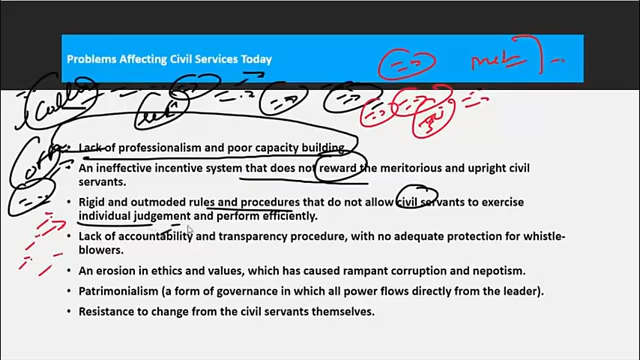 Problems Affecting Civil Services Today
• Lack of professionalism and poor capacity building.
• An ineffective incentive system that does not reward the meritorious and upright civil
servants.
• Rigid and outmoded rules and procedures that do not allow civil servants to exercise
individual judgement and perform efficiently.
• Lack of accountability and transparency procedure, with no adequate protection for whistle-
blowers.
• An erosion in ethics and values, which has caused rampant corruption and nepotism.
• Patrimonialism (a form of governance in which all power flows directly from the leader).
• Resistance to change from the civil servants themselves.